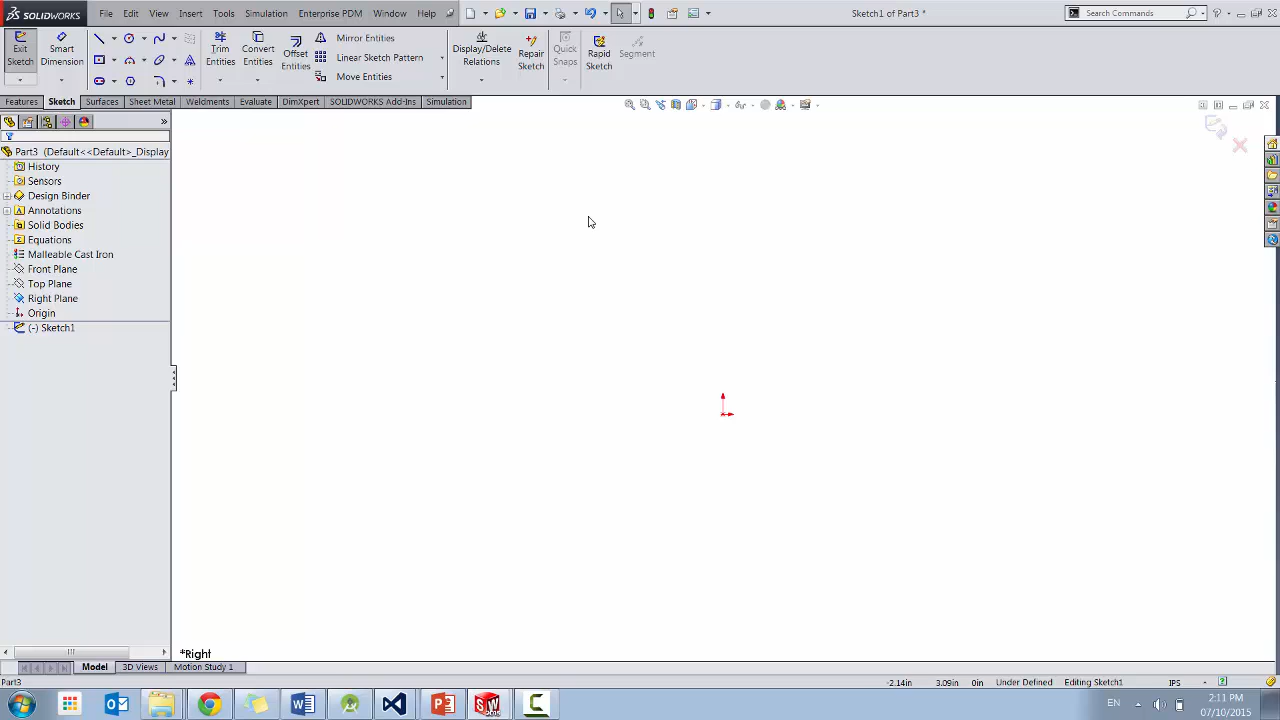 SOLIDWORKS File Edit View Insert Tools Simulation Enterprise PDM Window Help Sketch1 of Part3 * Search Commands
Exit Sketch
Smart Dimension
Trim Entities
Convert Entities
Offset Entities
Mirror Entities
Linear Sketch Pattern
Move Entities
Display/Delete Relations
Repair Sketch
Quick Snaps
Rapid Sketch
Segment
Features Sketch Surfaces Sheet Metal Weldments Evaluate DimXpert SOLIDWORKS Add-Ins Simulation
Part3 (Default<<Default>_Display
History
Sensors
Design Binder
Annotations
Solid Bodies
Equations
Malleable Cast Iron
Front Plane
Top Plane
Right Plane
Origin
(-) Sketch1
*Right
Model 3D Views Motion Study 1
Part3 -2.14in 3.09in 0in Under Defined Editing Sketch1 IPS
EN 2:11 PM
07/10/2015